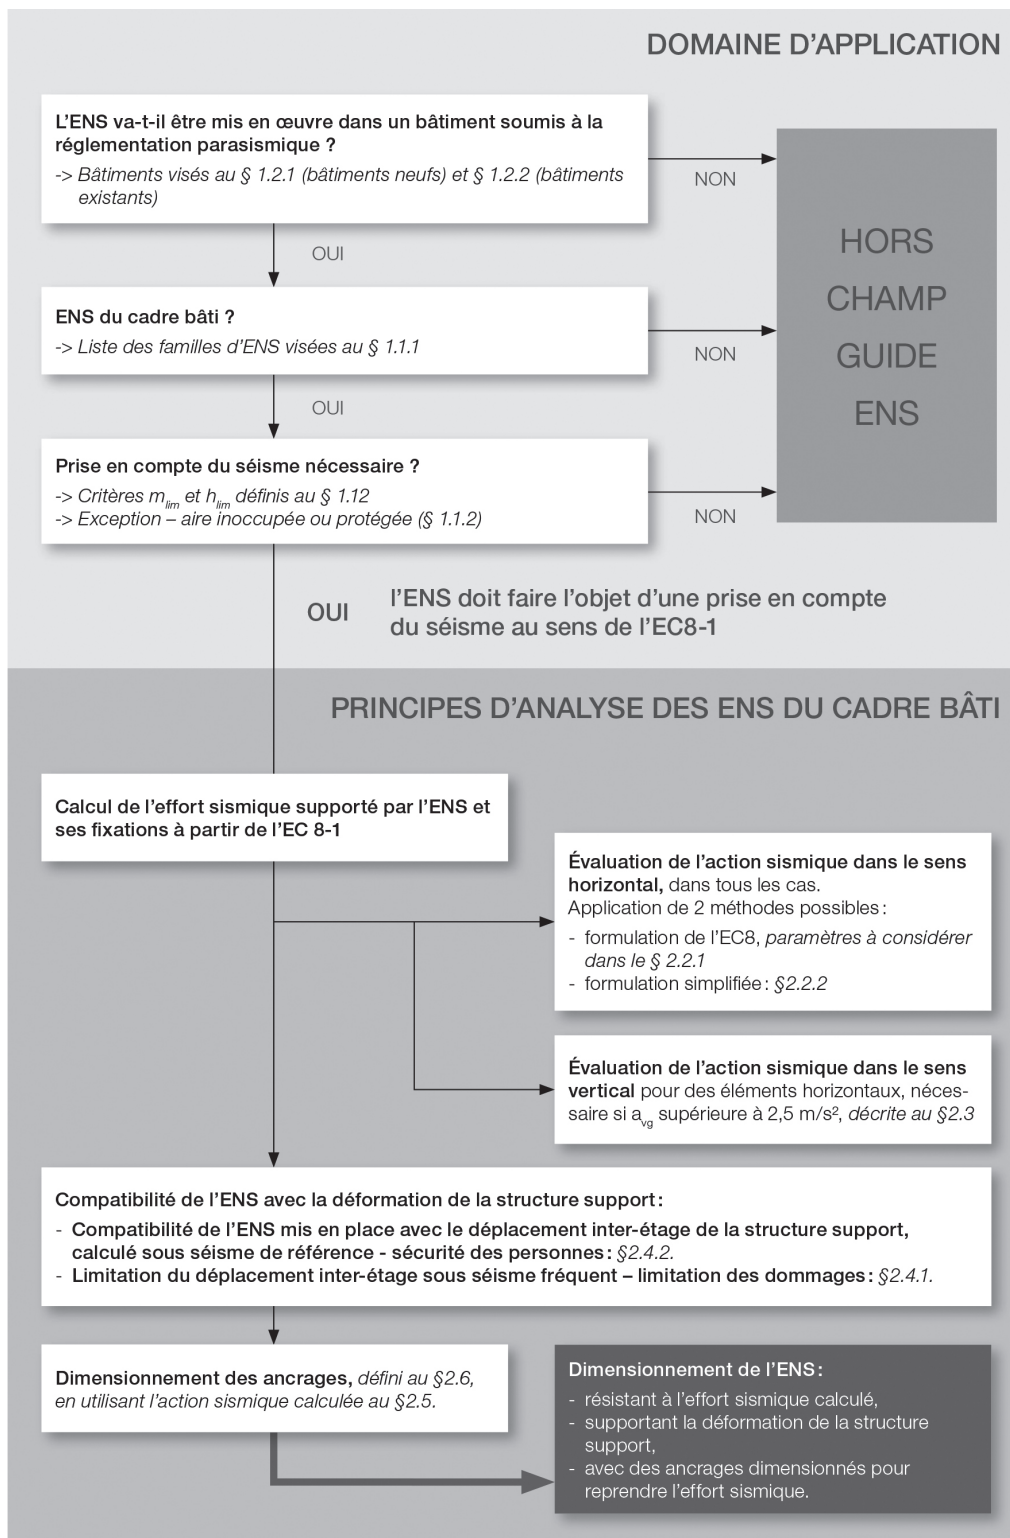 DOMAINE D'APPLICATION
L'ENS va-t-il être mis en œuvre dans un bâtiment soumis à la
réglementation parasismique ?
-> Bâtiments visés au § 1.2.1 (bâtiments neufs) et § 1.2.2 (bâtiments
existants)
NON
HORS
CHAMP
GUIDE
ENS
OUI
ENS du cadre bâti ?
-> Liste des familles d'ENS visées au § 1.1.1
NON
OUI
Prise en compte du séisme nécessaire ?
-> Critères mlim et hlim définis au § 1.12
-> Exception – aire inoccupée ou protégée (§ 1.1.2)
NON
OUI
l'ENS doit faire l'objet d'une prise en compte
du séisme au sens de l'EC8-1
PRINCIPES D'ANALYSE DES ENS DU CADRE BÂTI
Calcul de l'effort sismique supporté par l'ENS et
ses fixations à partir de l'EC 8-1
Évaluation de l'action sismique dans le sens
horizontal, dans tous les cas.
Application de 2 méthodes possibles :
- formulation de l'EC8, paramètres à considérer
dans le § 2.2.1
- formulation simplifiée : §2.2.2
Évaluation de l'action sismique dans le sens
vertical pour des éléments horizontaux, néces-
saire si avg supérieure à 2,5 m/s², décrite au §2.3
Compatibilité de l'ENS avec la déformation de la structure support :
- Compatibilité de l'ENS mis en place avec le déplacement inter-étage de la structure support,
calculé sous séisme de référence - sécurité des personnes : §2.4.2.
- Limitation du déplacement inter-étage sous séisme fréquent – limitation des dommages : §2.4.1.
Dimensionnement des ancrages, défini au §2.6,
en utilisant l'action sismique calculée au §2.5.
Dimensionnement de l'ENS :
- résistant à l'effort sismique calculé,
- supportant la déformation de la structure
support,
- avec des ancrages dimensionnés pour
reprendre l'effort sismique.